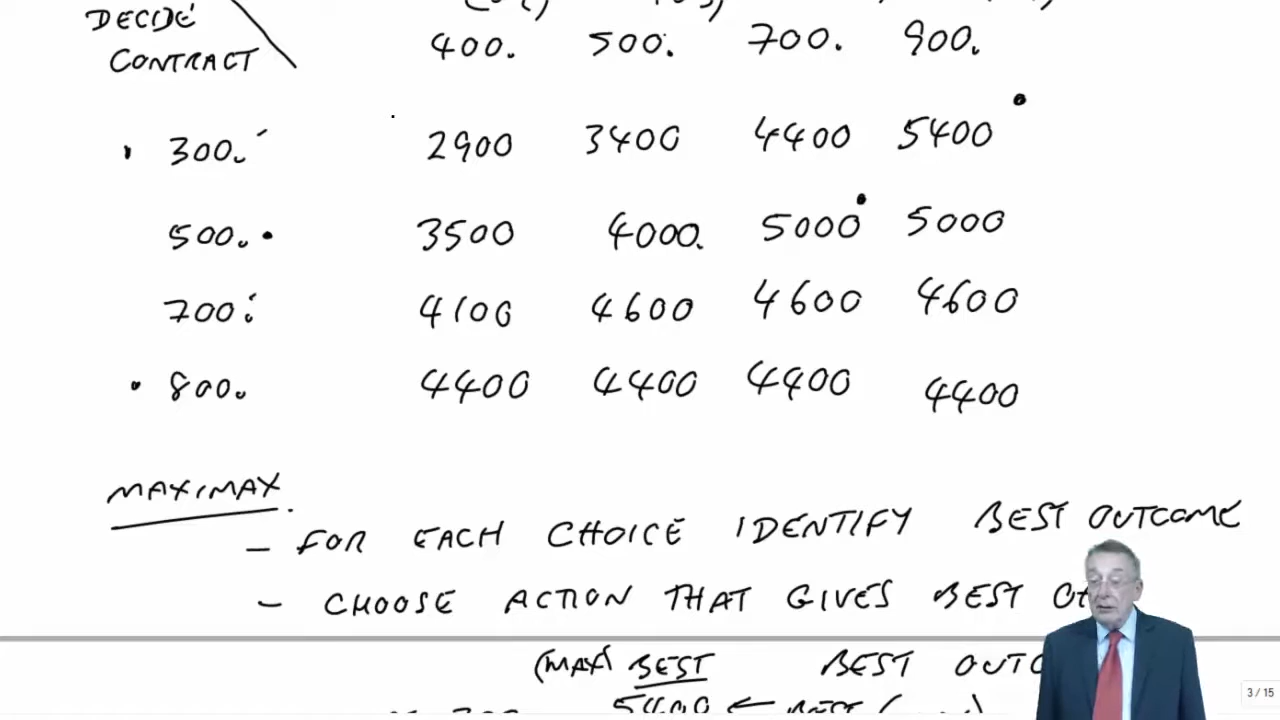 DECIDE
CONTRACT
400. 500. 700. 900.
300. 2900 3400 4400 5400
500. 3500 4000. 5000 5000
700. 4100 4600 4600 4600
800. 4400 4400 4400 4400
MAXIMAX
- FOR EACH CHOICE IDENTIFY BEST OUTCOME
- CHOOSE ACTION THAT GIVES BEST
(MAX) BEST BEST
5400 ← BEST
3 / 15